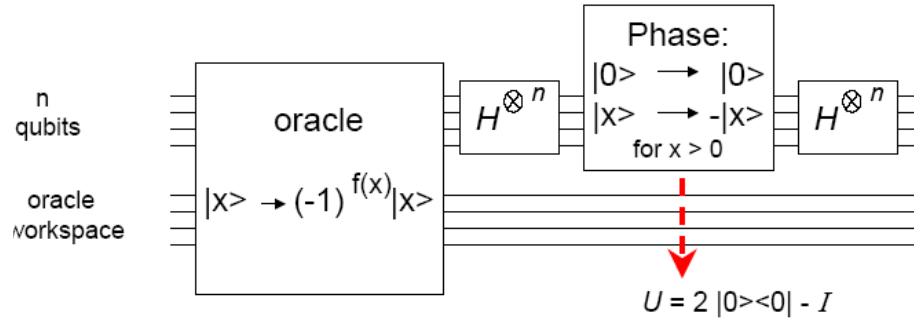 n
qubits
oracle
workspace
oracle
|x> → (-1) f(x) |x>
H ⊗ n
Phase:
|0> → |0>
|x> → -|x>
for x > 0
H ⊗ n
U = 2 |0><0| - I